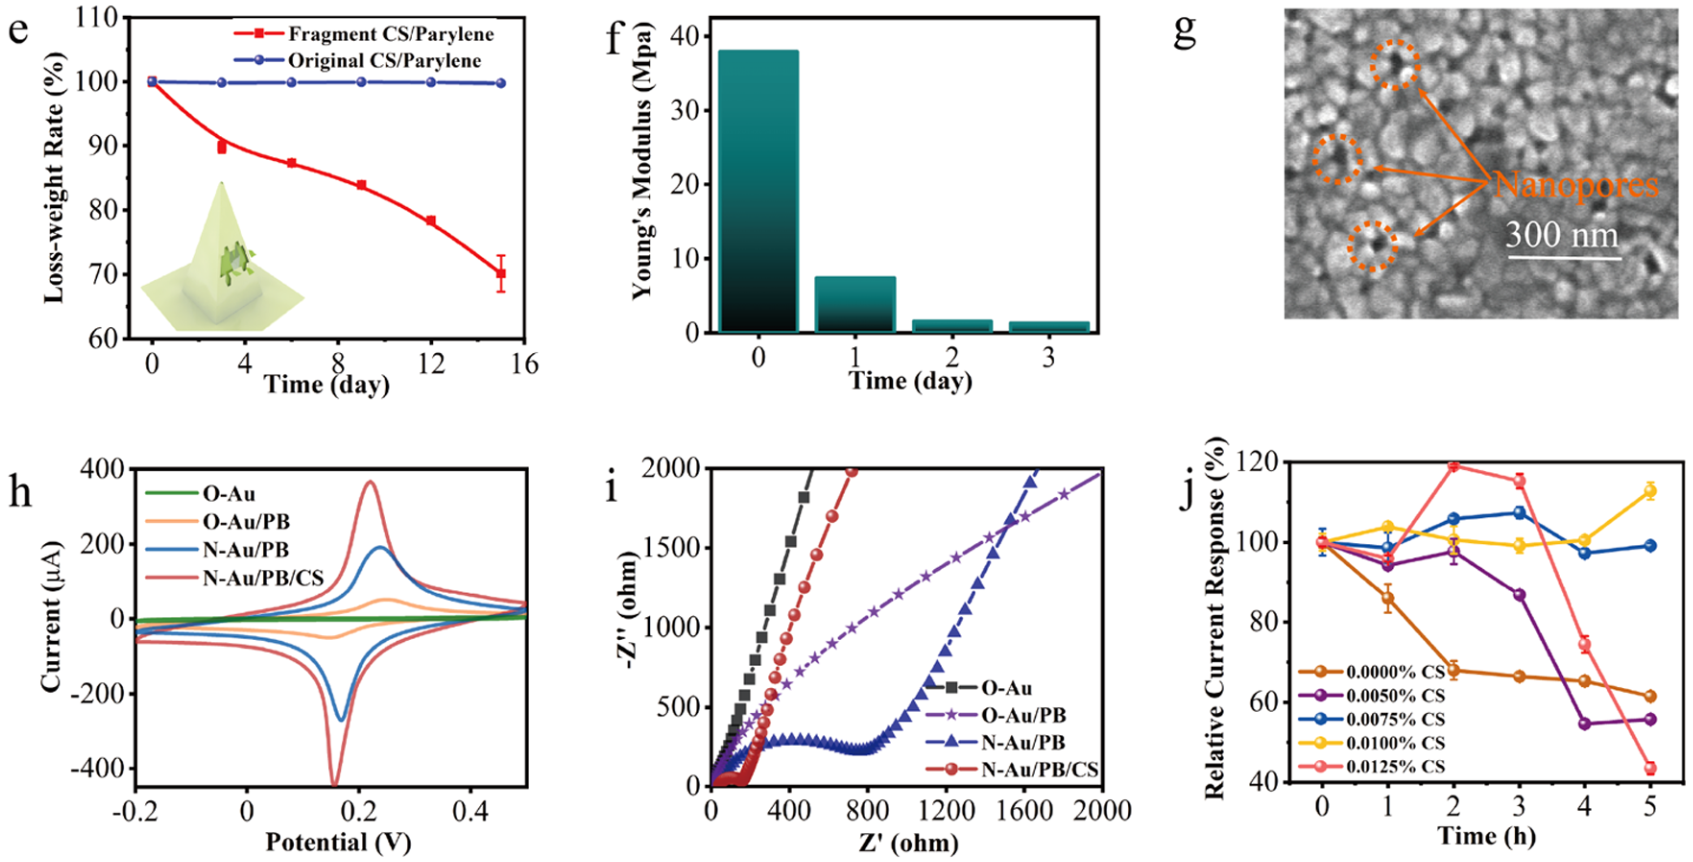 e
110
100
90
80
70
60
Loss-weight Rate (%)
Fragment CS/Parylene
Original CS/Parylene
0 4 8 12 16
Time (day)
f
40
30
20
10
0
Young's Modulus (Mpa)
0 1 2 3
Time (day)
g
Nanopores
300 nm
h
400
200
0
-200
-400
Current (μA)
O-Au
O-Au/PB
N-Au/PB
N-Au/PB/CS
-0.2 0 0.2 0.4
Potential (V)
i
2000
1500
1000
500
0
-Z'' (ohm)
O-Au
O-Au/PB
N-Au/PB
N-Au/PB/CS
0 400 800 1200 1600 2000
Z' (ohm)
j
120
100
80
60
40
Relative Current Response (%)
0.0000% CS
0.0050% CS
0.0075% CS
0.0100% CS
0.0125% CS
0 1 2 3 4 5
Time (h)